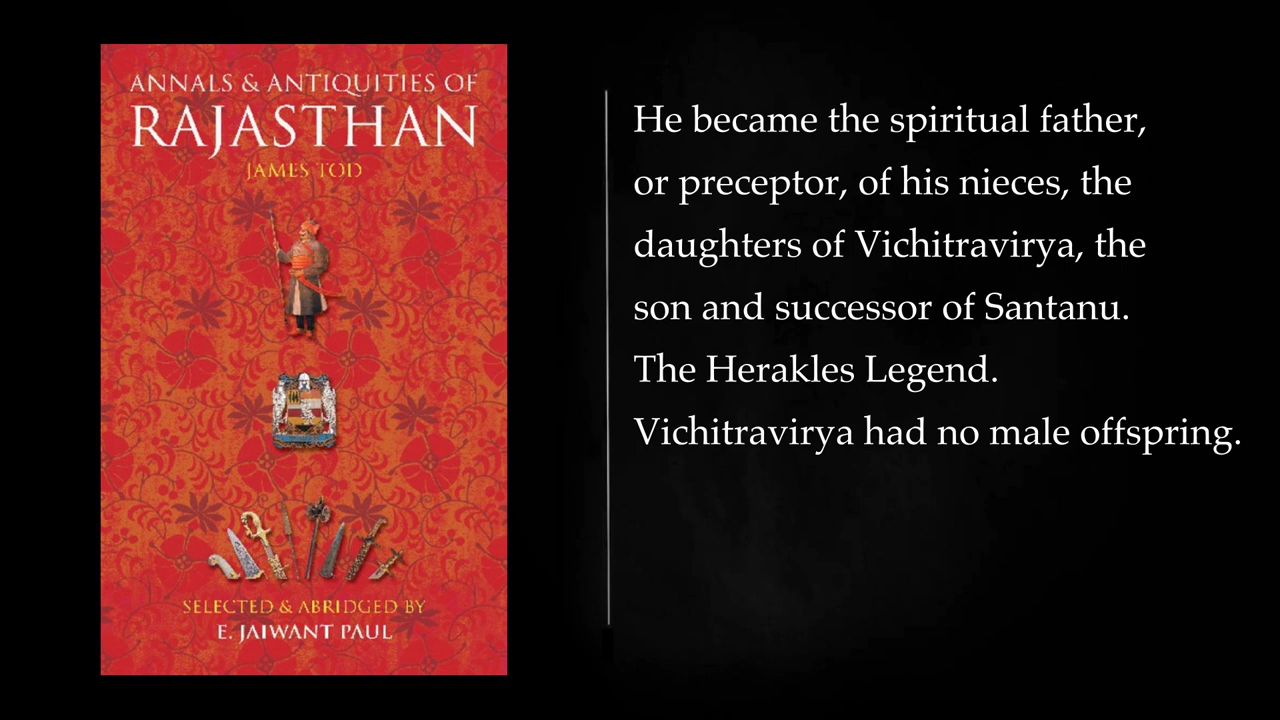 ANNALS & ANTIQUITIES OF
RAJASTHAN
JAMES TOD
SELECTED & ABRIDGED BY
E. JAIWANT PAUL
He became the spiritual father,
or preceptor, of his nieces, the
daughters of Vichitravirya, the
son and successor of Santanu.
The Herakles Legend.
Vichitravirya had no male offspring.